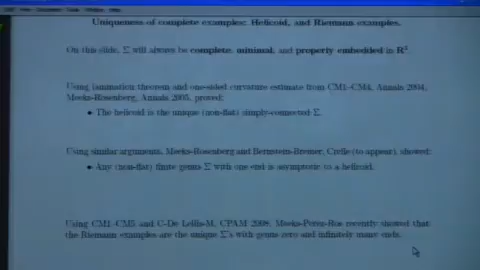 Uniqueness of complete examples: Helicoid, and Riemann examples.
On this slide, Σ will always be complete, minimal, and properly embedded in R³.
Using lamination theorem and one-sided curvature estimate from CM1–CM4, Annals 2004,
Meeks-Rosenberg, Annals 2005, proved:
• The helicoid is the unique (non-flat) simply-connected Σ.
Using similar arguments, Meeks-Rosenberg and Bernstein-Breiner, Crelle (to appear), showed:
• Any (non-flat) finite genus Σ with one end is asymptotic to a helicoid.
Using CM1–CM5 and C-De Lellis-M, CPAM 2008, Meeks-Perez-Ros recently showed that
the Riemann examples are the unique Σ's with genus zero and infinitely many ends.